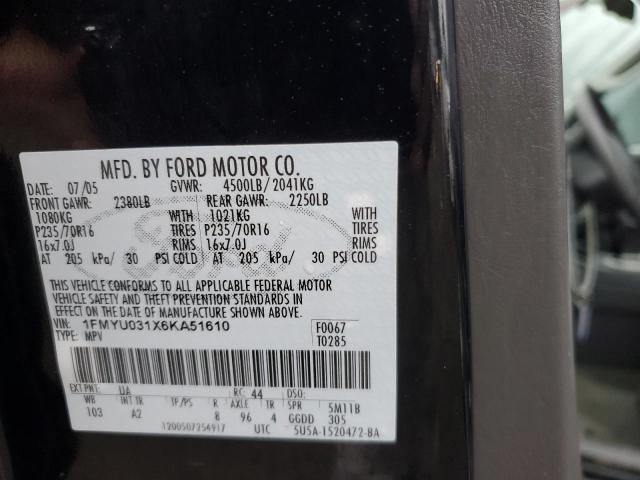 MFD. BY FORD MOTOR CO.
DATE: 07/05 GVWR: 4500LB/2041KG
FRONT GAWR: 2380LB REAR GAWR: 2250LB
1080KG WITH 1021KG WITH
P235/70R16 TIRES P235/70R16 TIRES
16x7.0J RIMS 16x7.0J RIMS
AT 205 kPa/ 30 PSI COLD AT 205 kPa/ 30 PSI COLD
THIS VEHICLE CONFORMS TO ALL APPLICABLE FEDERAL MOTOR
VEHICLE SAFETY AND THEFT PREVENTION STANDARDS IN
EFFECT ON THE DATE OF MANUFACTURE SHOWN ABOVE.
VIN: 1FMYU031X6KA51610 F0067
TYPE: MPV T0285
EXT PNT: UA RC: 44 DSO:
WB INT TR TP/PS R AXLE TR SPR 5M11B
103 A2 8 96 4 GGDD 305
1200507254917 UTC 5U5A-1520472-BA